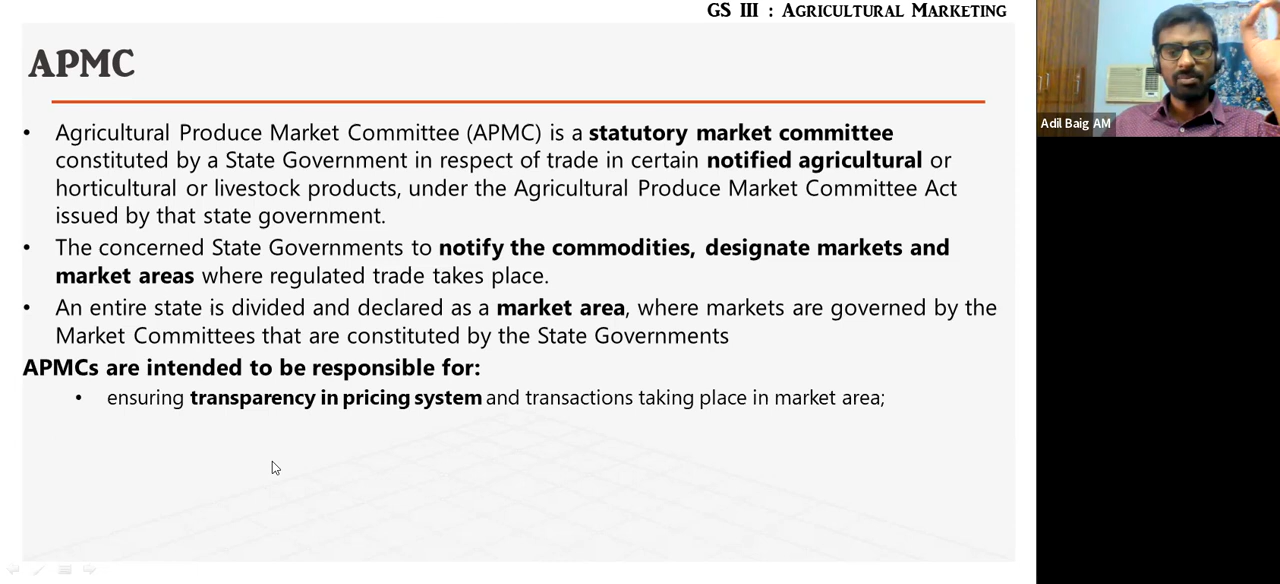 GS III : Agricultural Marketing
APMC
• Agricultural Produce Market Committee (APMC) is a statutory market committee
constituted by a State Government in respect of trade in certain notified agricultural or
horticultural or livestock products, under the Agricultural Produce Market Committee Act
issued by that state government.
• The concerned State Governments to notify the commodities, designate markets and
market areas where regulated trade takes place.
• An entire state is divided and declared as a market area, where markets are governed by the
Market Committees that are constituted by the State Governments
APMCs are intended to be responsible for:
• ensuring transparency in pricing system and transactions taking place in market area;
Adil Baig AM